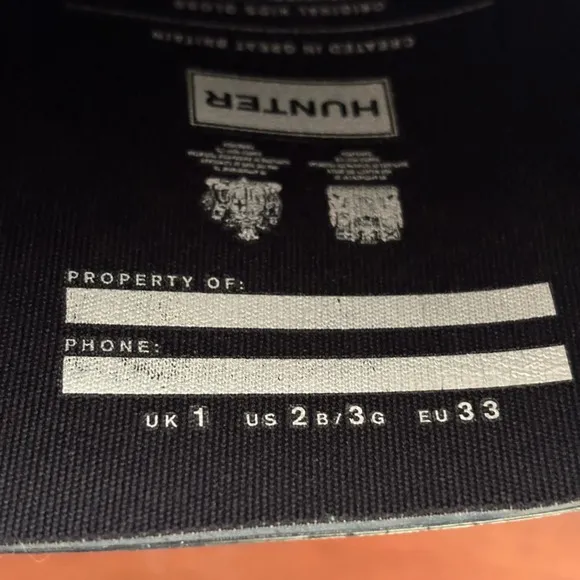 ORIGINAL KIDS GLOSS
CREATED IN GREAT BRITAIN
HUNTER
PROPERTY OF:
PHONE:
UK 1 US 2B/3G EU 33